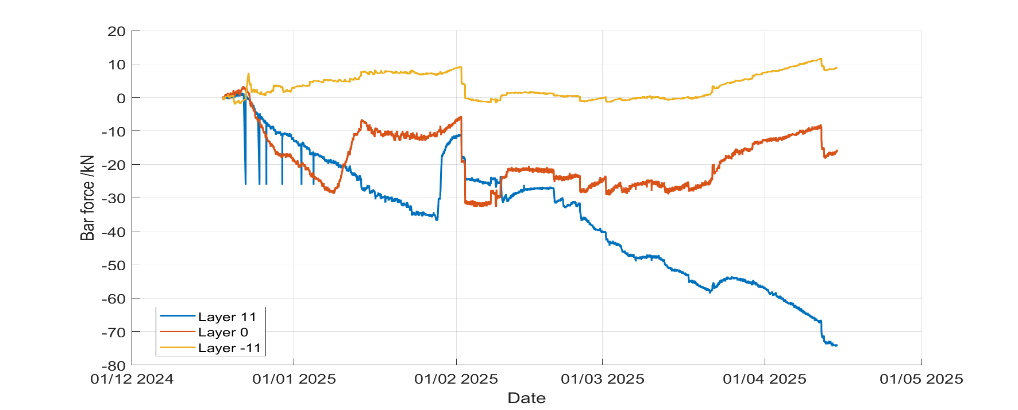 20
10
0
-10
-20
-30
-40
-50
-60
-70
-80
Bar force /kN
Layer 11
Layer 0
Layer -11
01/12 2024 01/01 2025 01/02 2025 01/03 2025 01/04 2025 01/05 2025
Date